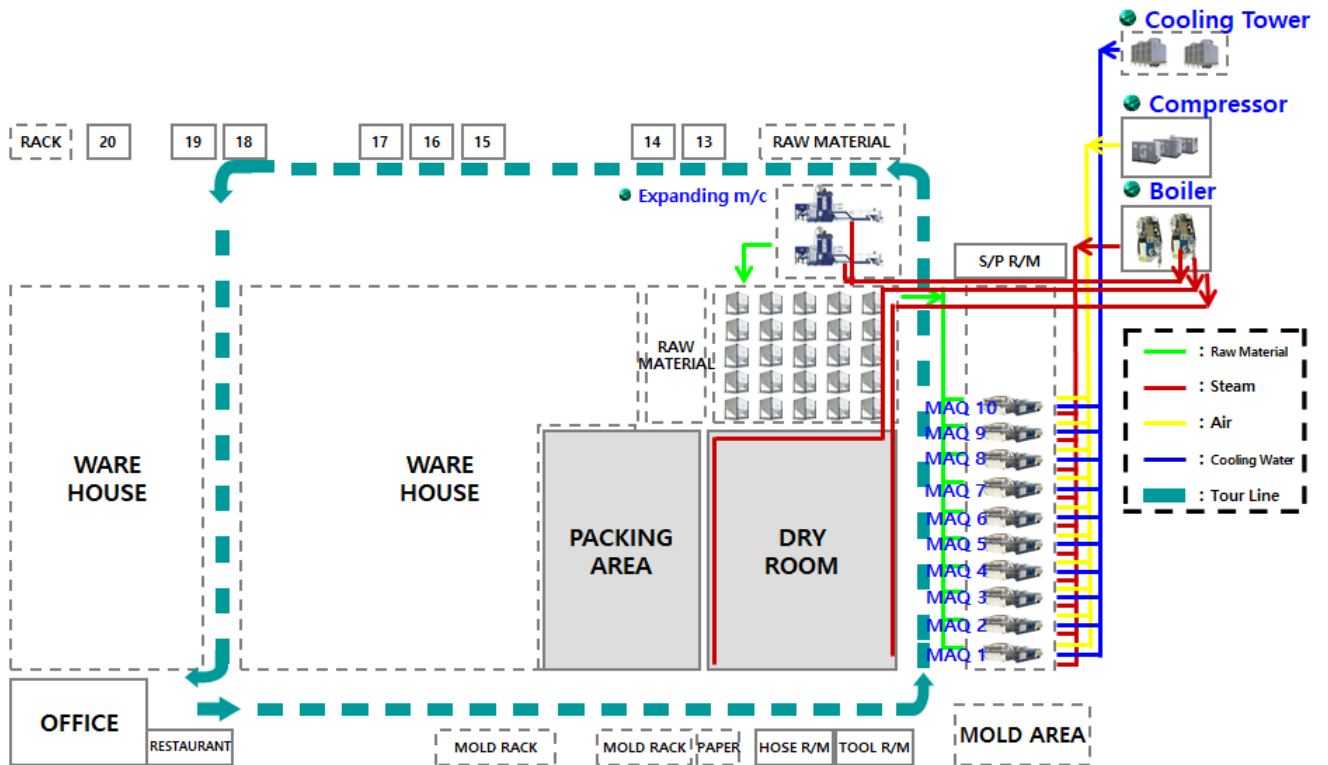 Cooling Tower
Compressor
RACK
20
19
18
17
16
15
14
13
RAW MATERIAL
Expanding m/c
Boiler
S/P R/M
RAW
MATERIAL
: Raw Material
: Steam
: Air
: Cooling Water
: Tour Line
MAQ 10
MAQ 9
MAQ 8
MAQ 7
MAQ 6
MAQ 5
MAQ 4
MAQ 3
MAQ 2
MAQ 1
WARE
HOUSE
WARE
HOUSE
PACKING
AREA
DRY
ROOM
OFFICE
RESTAURANT
MOLD RACK
MOLD RACK
PAPER
HOSE R/M
TOOL R/M
MOLD AREA